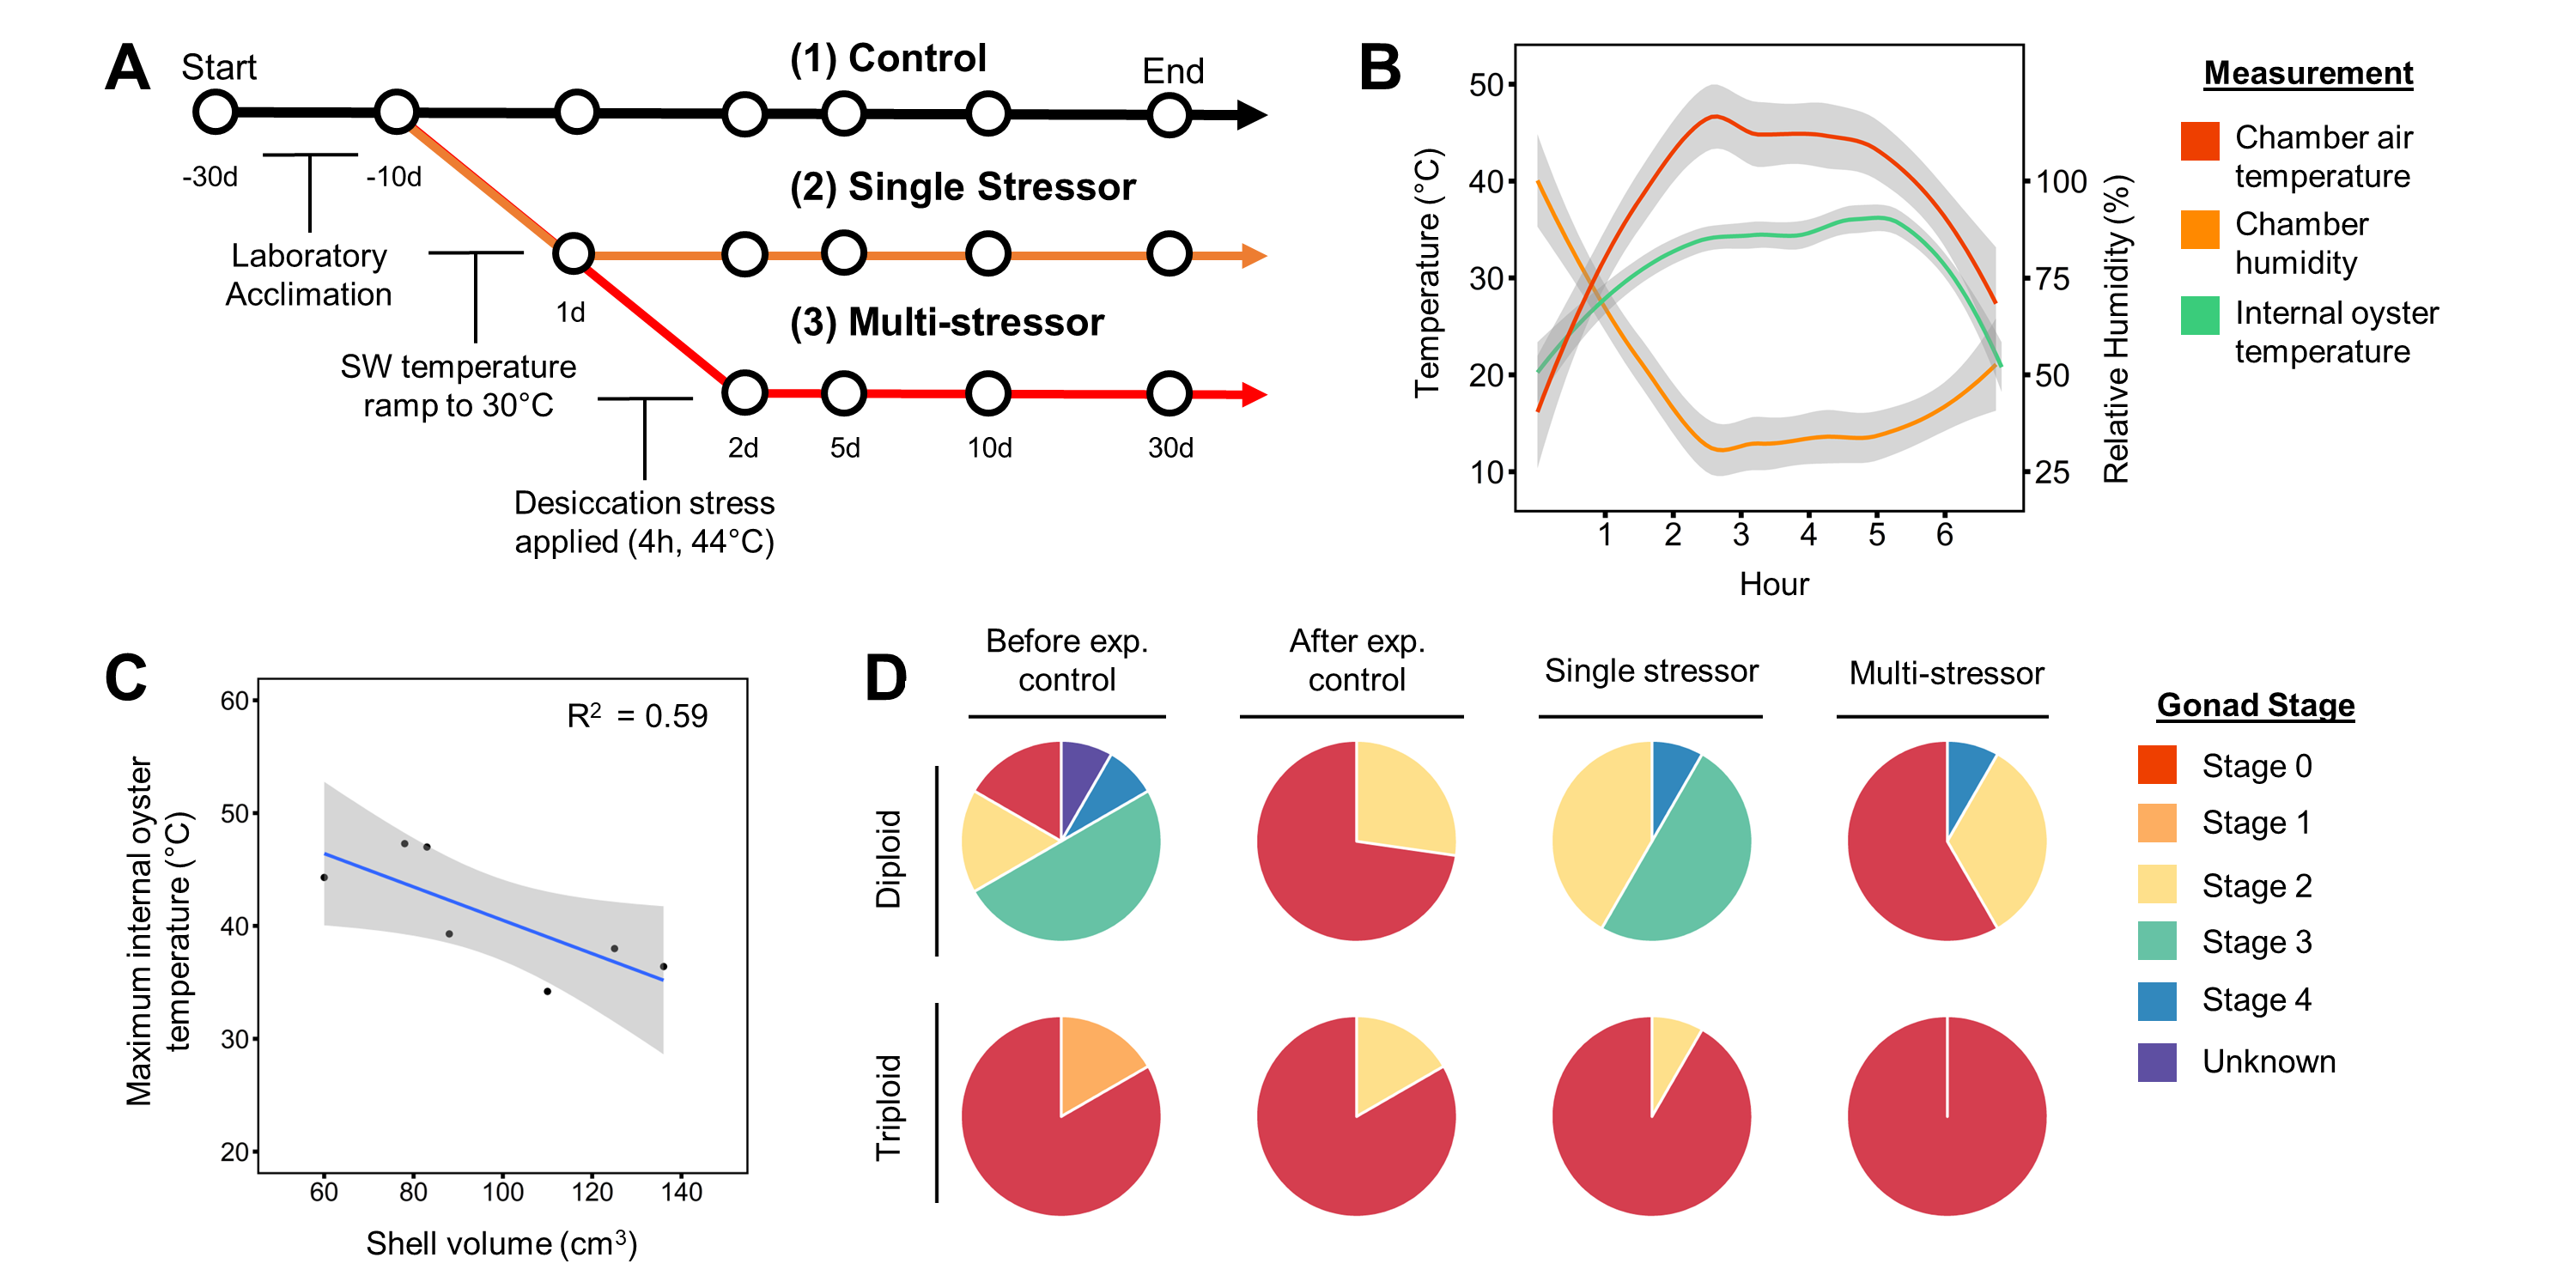 A
Start
(1) Control
End
-30d
-10d
(2) Single Stressor
Laboratory
Acclimation
1d
(3) Multi-stressor
SW temperature
ramp to 30°C
2d
5d
10d
30d
Desiccation stress
applied (4h, 44°C)
B
Temperature (°C)
50
40
30
20
10
100
75
50
25
Relative Humidity (%)
1
2
3
4
5
6
Hour
Measurement
Chamber air
temperature
Chamber
humidity
Internal oyster
temperature
C
R² = 0.59
Maximum internal oyster
temperature (°C)
60
50
40
30
20
60
80
100
120
140
Shell volume (cm³)
D
Before exp.
control
After exp.
control
Single stressor
Multi-stressor
Diploid
Triploid
Gonad Stage
Stage 0
Stage 1
Stage 2
Stage 3
Stage 4
Unknown